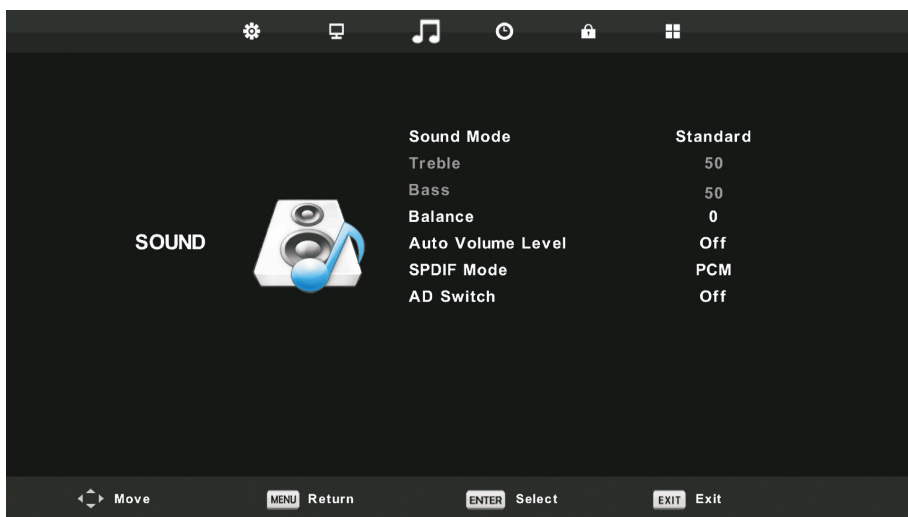 Sound Mode Standard
Treble 50
Bass 50
Balance 0
SOUND
Auto Volume Level Off
SPDIF Mode PCM
AD Switch Off
Move MENU Return ENTER Select EXIT Exit